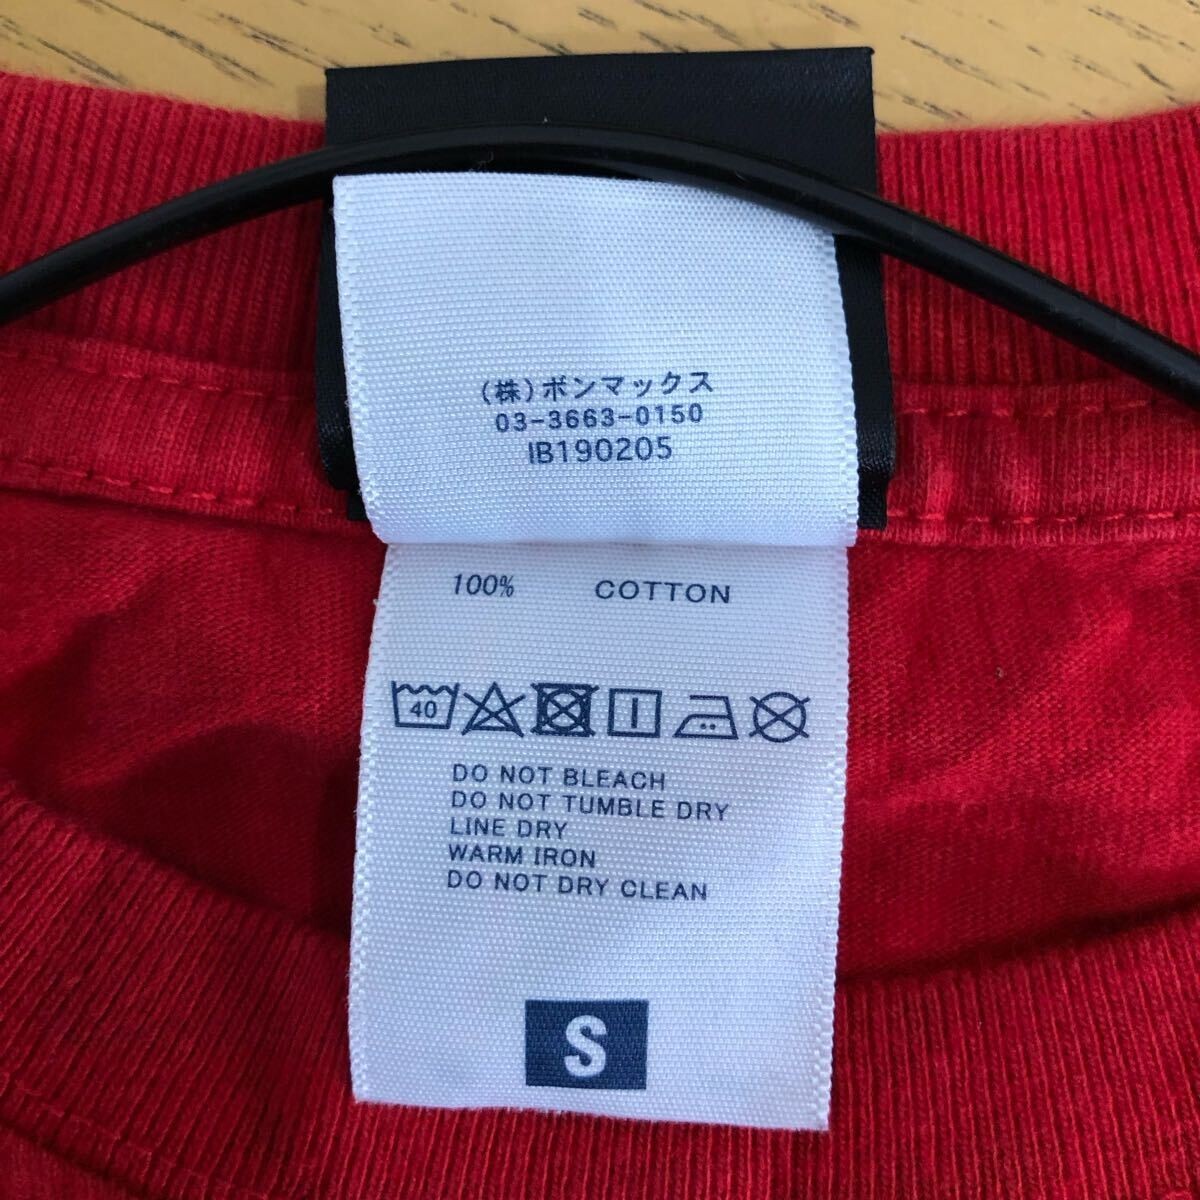 (株)ボンマックス
03-3663-0150
IB190205
100% COTTON
40
DO NOT BLEACH
DO NOT TUMBLE DRY
LINE DRY
WARM IRON
DO NOT DRY CLEAN
S